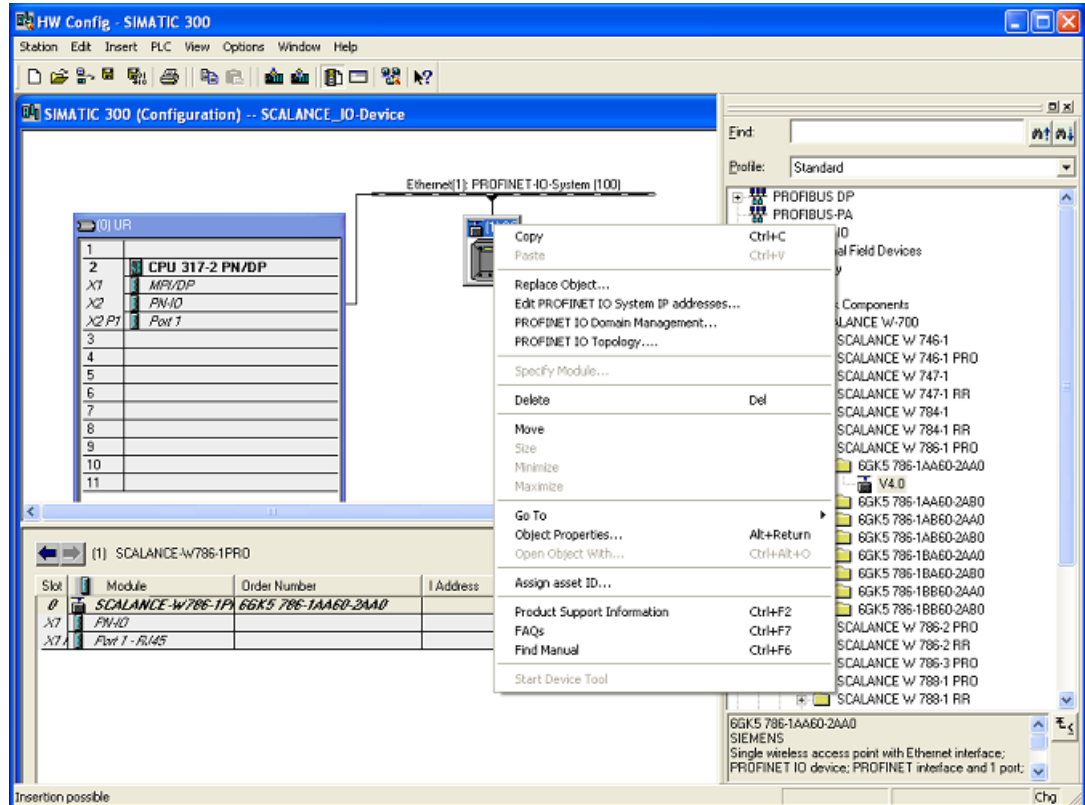 HW Config - SIMATIC 300
Station Edit Insert PLC View Options Window Help
SIMATIC 300 (Configuration) -- SCALANCE_IO-Device
Ethernet(1): PROFINET-IO-System (100)
(0) UR
1
2 CPU 317-2 PN/DP
X1 MPI/DP
X2 PN-IO
X2 P1 Port 1
3
4
5
6
7
8
9
10
11
Copy Ctrl+C
Paste Ctrl+V
Replace Object...
Edit PROFINET IO System IP addresses...
PROFINET IO Domain Management...
PROFINET IO Topology....
Specify Module...
Delete Del
Move
Size
Minimize
Maximize
Go To
Object Properties... Alt+Return
Open Object With... Ctrl+Alt+O
Assign asset ID...
Product Support Information Ctrl+F2
FAQs Ctrl+F7
Find Manual Ctrl+F6
Start Device Tool
(1) SCALANCE-W786-1PRO
Slot Module Order Number I Address
0 SCALANCE-W786-1P 6GK5 786-1AA60-2AA0
X1 PN-IO
Port 1 - RJ45
Find:
Profile: Standard
PROFIBUS DP
PROFIBUS-PA
IO
al Field Devices
y
Components
LANCE W-700
SCALANCE W 746-1
SCALANCE W 746-1 PRO
SCALANCE W 747-1
SCALANCE W 747-1 RR
SCALANCE W 784-1
SCALANCE W 784-1 RR
SCALANCE W 786-1 PRO
6GK5 786-1AA60-2AA0
V4.0
6GK5 786-1AA60-2AB0
6GK5 786-1AB60-2AA0
6GK5 786-1AB60-2AB0
6GK5 786-1BA60-2AA0
6GK5 786-1BA60-2AB0
6GK5 786-1BB60-2AA0
6GK5 786-1BB60-2AB0
SCALANCE W 786-2 PRO
SCALANCE W 786-2 RR
SCALANCE W 786-3 PRO
SCALANCE W 788-1 PRO
SCALANCE W 788-1 RR
6GK5 786-1AA60-2AA0
SIEMENS
Single wireless access point with Ethernet interface;
PROFINET IO device; PROFINET interface and 1 port;
Insertion possible
Chg